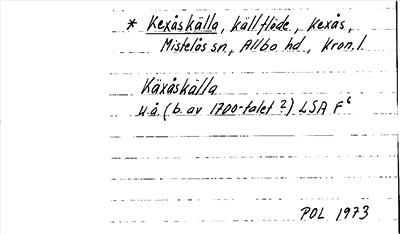 * Kexåskälla, källflöde, Kexås,
Mistelås sn, Allbo hd, Kron. l.
Käxåskälla
u.å. (b. av 1700-talet?) LSA F6
POL 1973